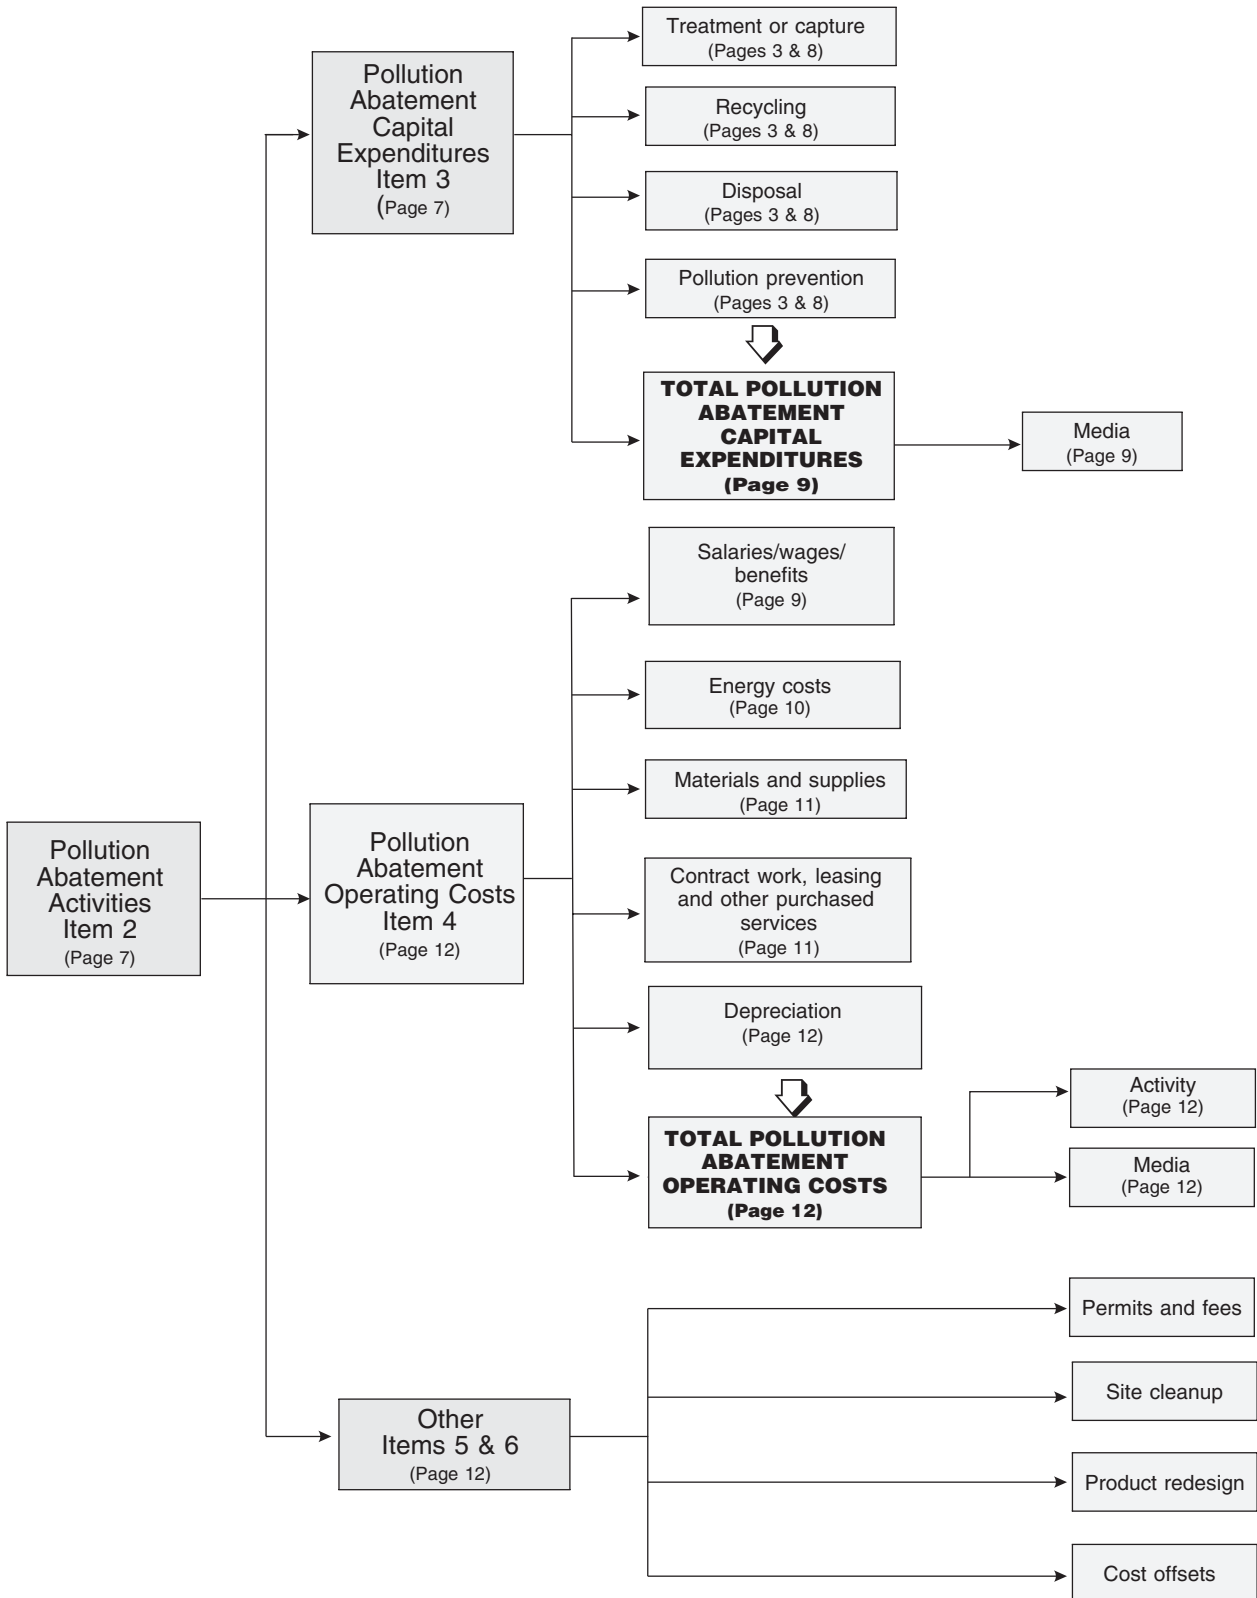 Treatment or capture
(Pages 3 & 8)
Pollution
Abatement
Capital
Expenditures
Item 3
(Page 7)
Recycling
(Pages 3 & 8)
Disposal
(Pages 3 & 8)
Pollution prevention
(Pages 3 & 8)
TOTAL POLLUTION
ABATEMENT
CAPITAL
EXPENDITURES
(Page 9)
Media
(Page 9)
Salaries/wages/
benefits
(Page 9)
Energy costs
(Page 10)
Materials and supplies
(Page 11)
Pollution
Abatement
Activities
Item 2
(Page 7)
Pollution
Abatement
Operating Costs
Item 4
(Page 12)
Contract work, leasing
and other purchased
services
(Page 11)
Depreciation
(Page 12)
TOTAL POLLUTION
ABATEMENT
OPERATING COSTS
(Page 12)
Activity
(Page 12)
Media
(Page 12)
Other
Items 5 & 6
(Page 12)
Permits and fees
Site cleanup
Product redesign
Cost offsets